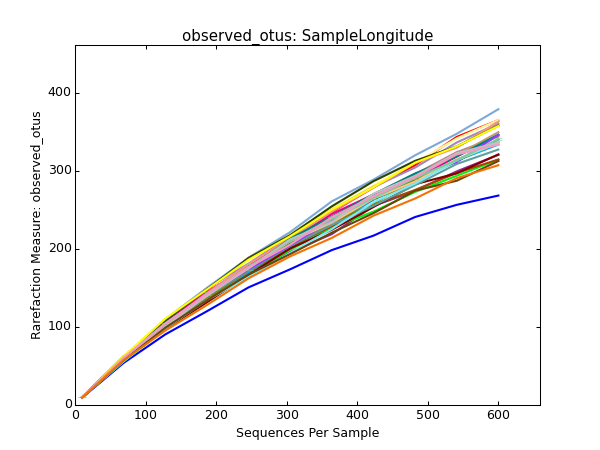 observed_otus: SampleLongitude
Rarefaction Measure: observed_otus
400
300
200
100
0
0 100 200 300 400 500 600
Sequences Per Sample